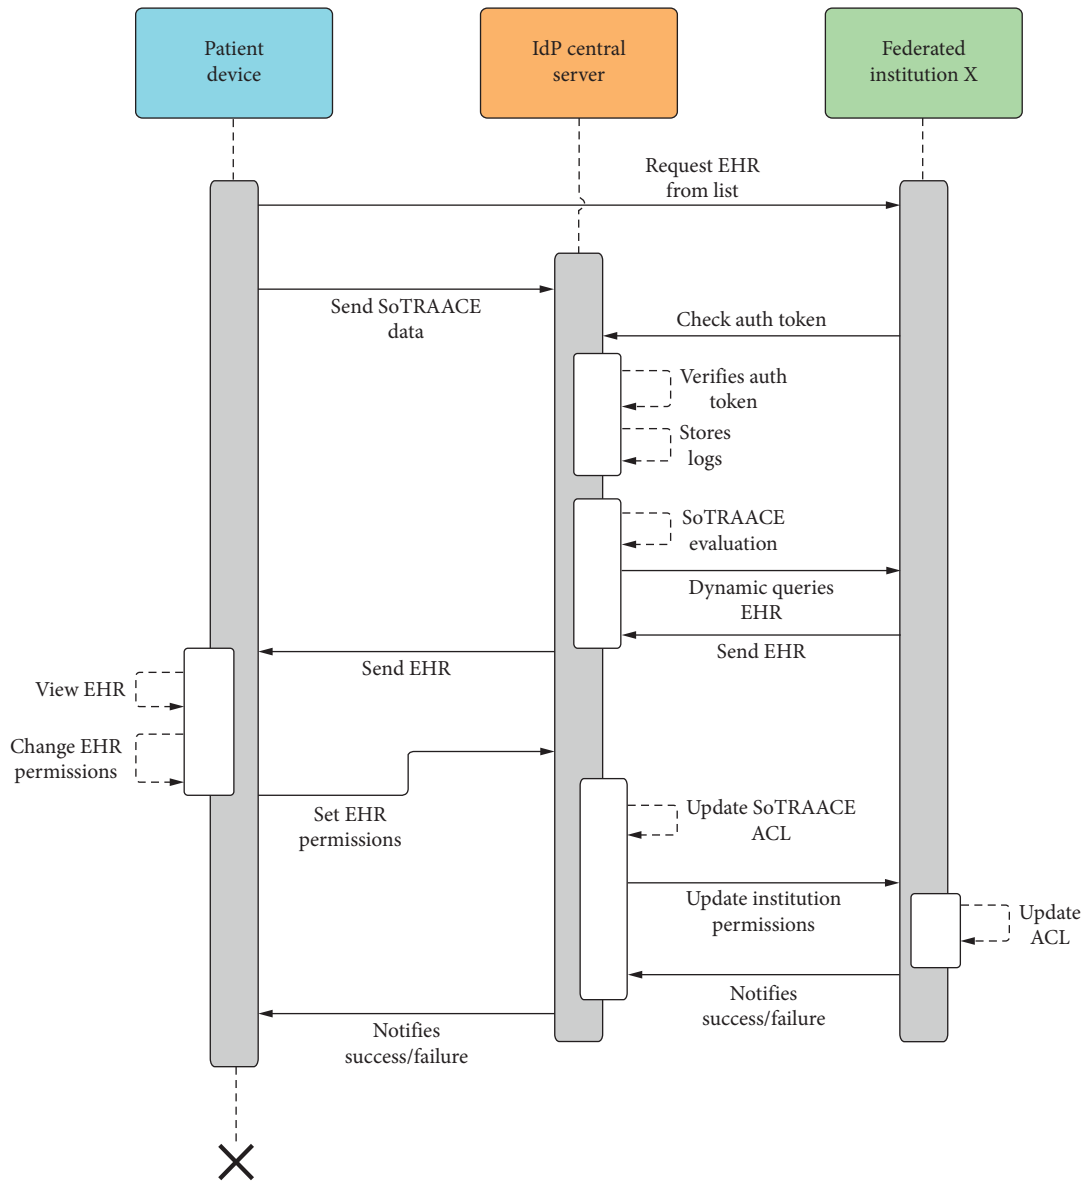 Patient
device
IdP central
server
Federated
institution X
Request EHR
from list
Send SoTRAACE
data
Check auth token
Verifies auth
token
Stores
logs
SoTRAACE
evaluation
Dynamic queries
EHR
Send EHR
Send EHR
View EHR
Change EHR
permissions
Set EHR
permissions
Update SoTRAACE
ACL
Update institution
permissions
Update
ACL
Notifies
success/failure
Notifies
success/failure